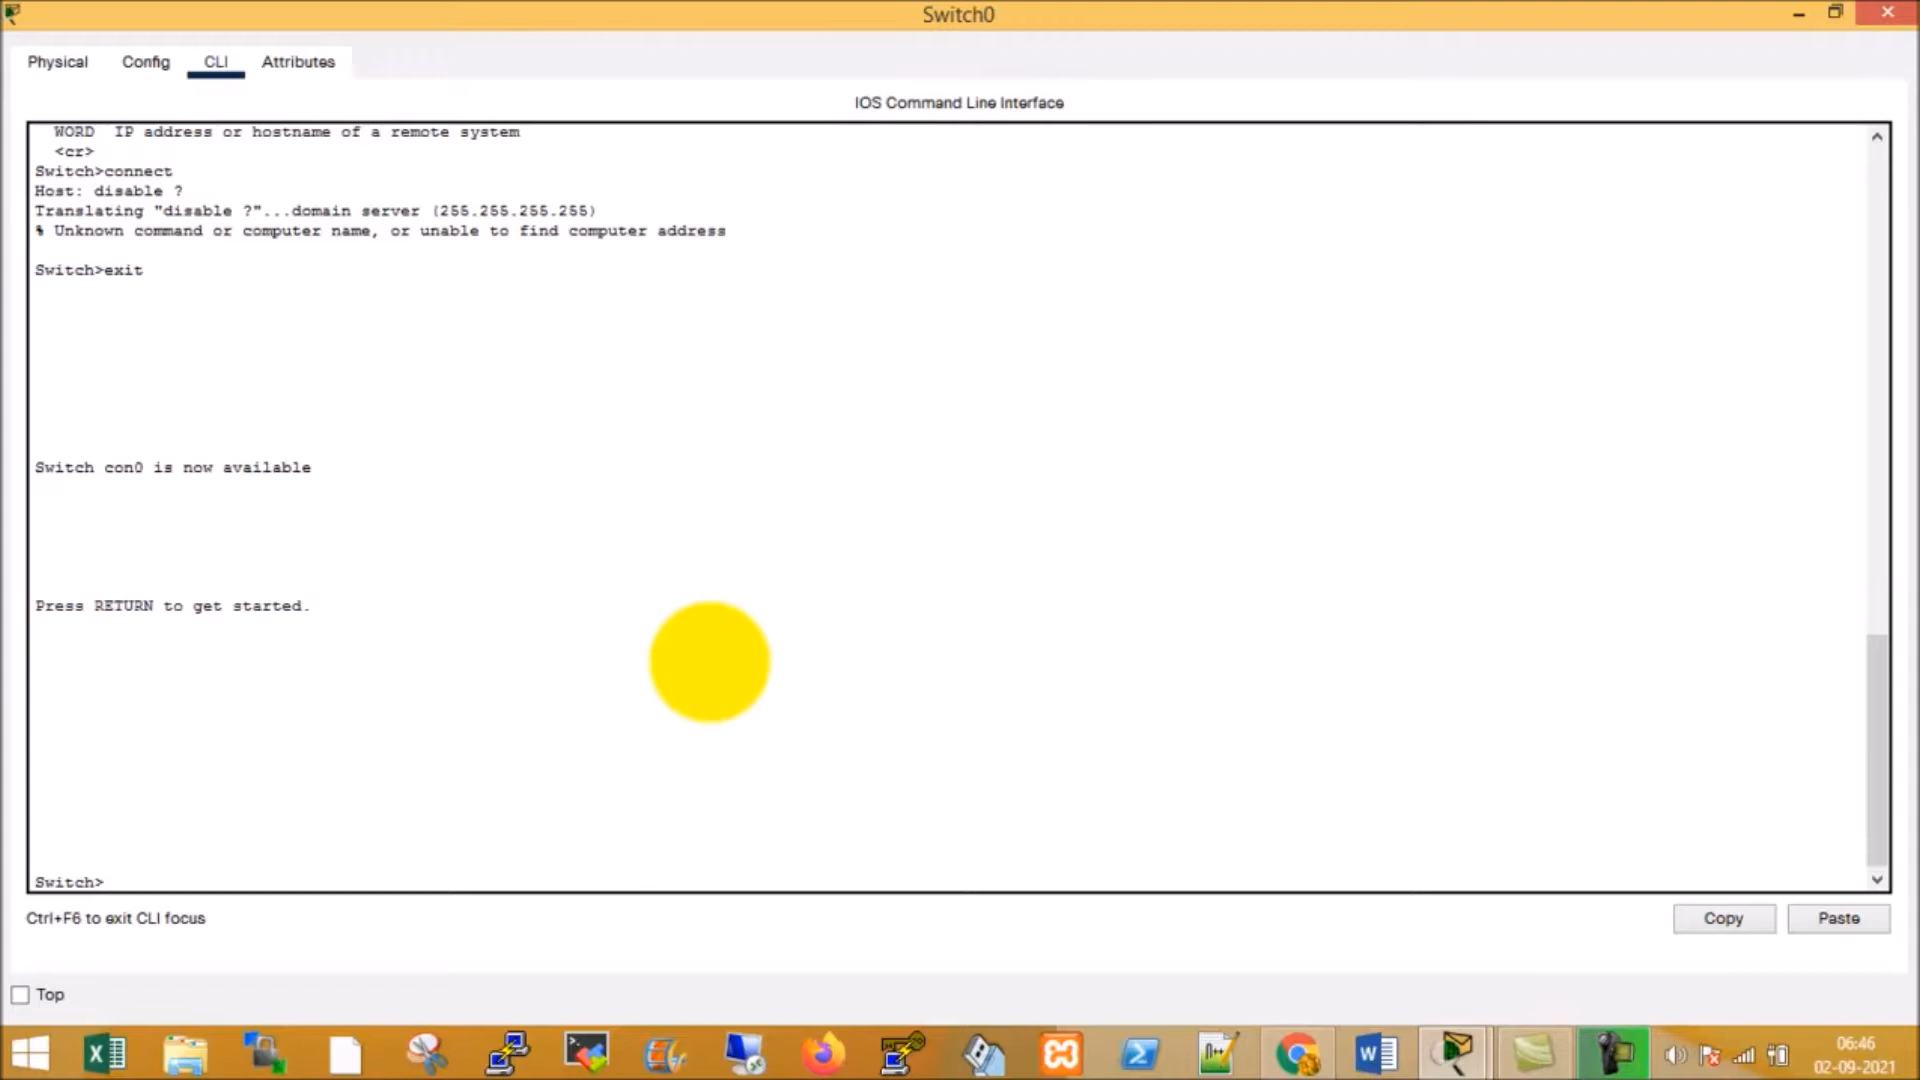 Switch0
Physical Config CLI Attributes
IOS Command Line Interface
WORD IP address or hostname of a remote system
<cr>
Switch>connect
Host: disable ?
Translating "disable ?"...domain server (255.255.255.255)
% Unknown command or computer name, or unable to find computer address
Switch>exit
Switch con0 is now available
Press RETURN to get started.
Switch>
Ctrl+F6 to exit CLI focus
Copy Paste
Top
06:46
02-09-2021